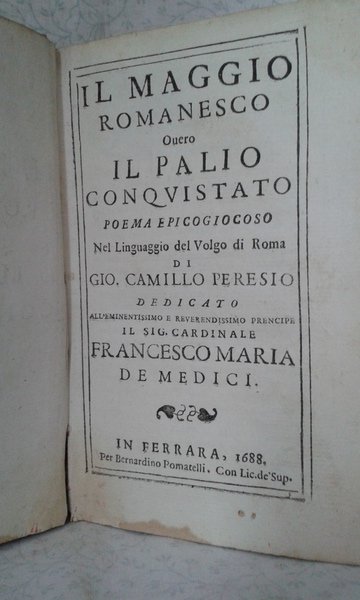 IL MAGGIO
ROMANESCO
Overo
IL PALIO
CONQVISTATO
POEMA EPICOGIOCOSO
Nel Linguaggio del Volgo di Roma
DI
GIO. CAMILLO PERESIO
DEDICATO
ALL'EMINENTISSIMO E REVERENDISSIMO PRENCIPE
IL SIG. CARDINALE
FRANCESCO MARIA
DE MEDICI.
IN FERRARA, 1688.
Per Bernardino Pomatelli. Con Lic.de'Sup.